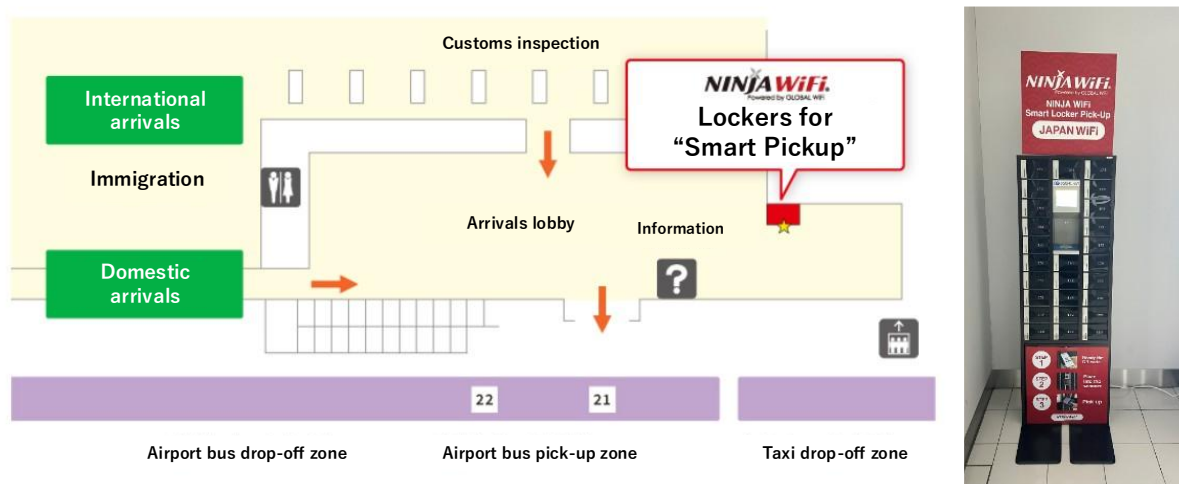 Customs inspection
International
arrivals
Immigration
NINJA WiFi.
Powered by GLOBAL WiFi
Lockers for
“Smart Pickup”
Arrivals lobby
Information
?
Domestic
arrivals
22
21
Airport bus drop-off zone
Airport bus pick-up zone
Taxi drop-off zone
NINJA WiFi.
Powered by GLOBAL WiFi
NINJA WiFi
Smart Locker Pick-Up
JAPAN WiFi
STEP
1
STEP
2
STEP
3
Pick up